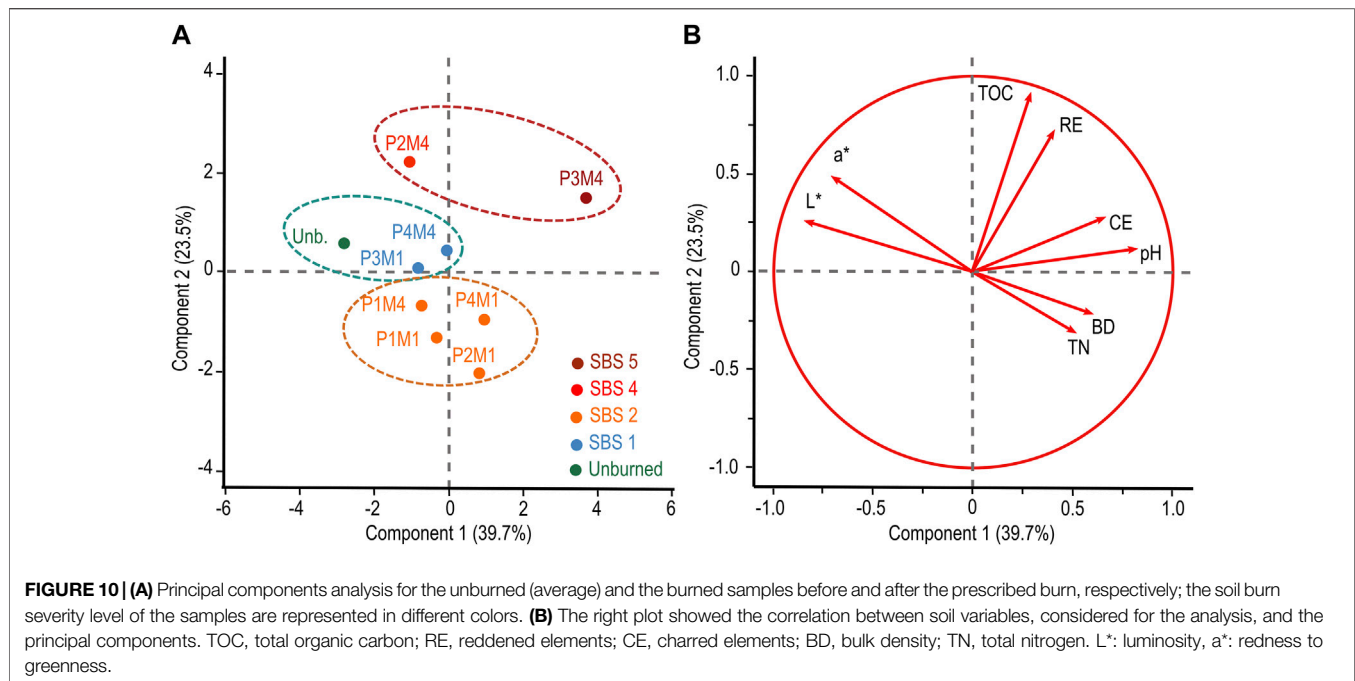 A
Component 2 (23.5%)
4
2
0
-2
-4
P2M4
P3M4
Unb.
P4M4
P3M1
P1M4
P4M1
P1M1
P2M1
SBS 5
SBS 4
SBS 2
SBS 1
Unburned
-6
-4
-2
0
2
4
6
Component 1 (39.7%)
B
Component 2 (23.5%)
1.0
0.5
0
-0.5
-1.0
TOC
RE
a*
L*
CE
pH
BD
TN
-1.0
-0.5
0
0.5
1.0
Component 1 (39.7%)
FIGURE 10 | (A) Principal components analysis for the unburned (average) and the burned samples before and after the prescribed burn, respectively; the soil burn
severity level of the samples are represented in different colors. (B) The right plot showed the correlation between soil variables, considered for the analysis, and the
principal components. TOC, total organic carbon; RE, reddened elements; CE, charred elements; BD, bulk density; TN, total nitrogen. L*: luminosity, a*: redness to
greenness.